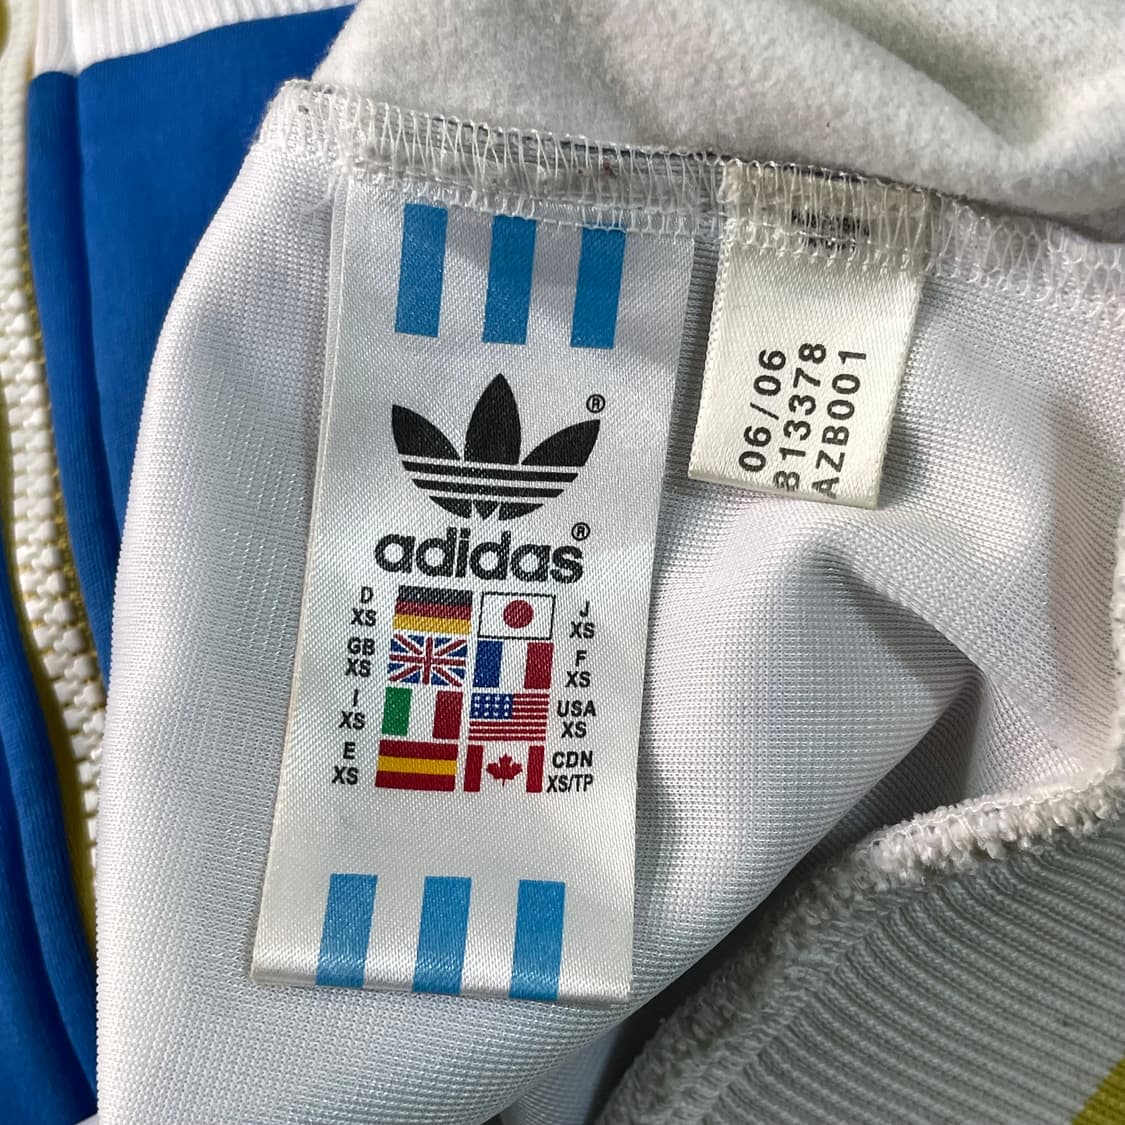 ®
adidas®
D
XS
J
XS
GB
XS
F
XS
I
XS
USA
XS
E
XS
CDN
XS/TP
06/06
813378
AZB001